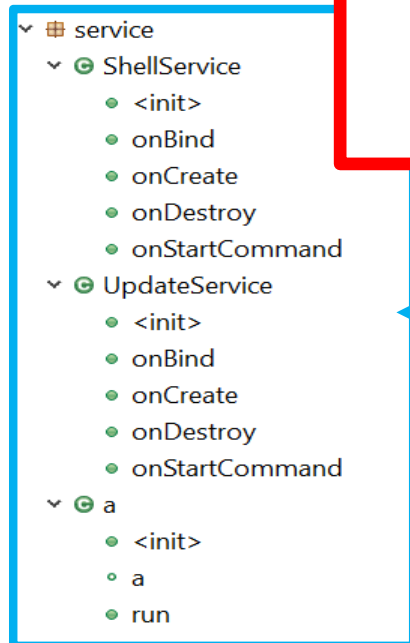 service
ShellService
<init>
onBind
onCreate
onDestroy
onStartCommand
UpdateService
<init>
onBind
onCreate
onDestroy
onStartCommand
a
<init>
a
run